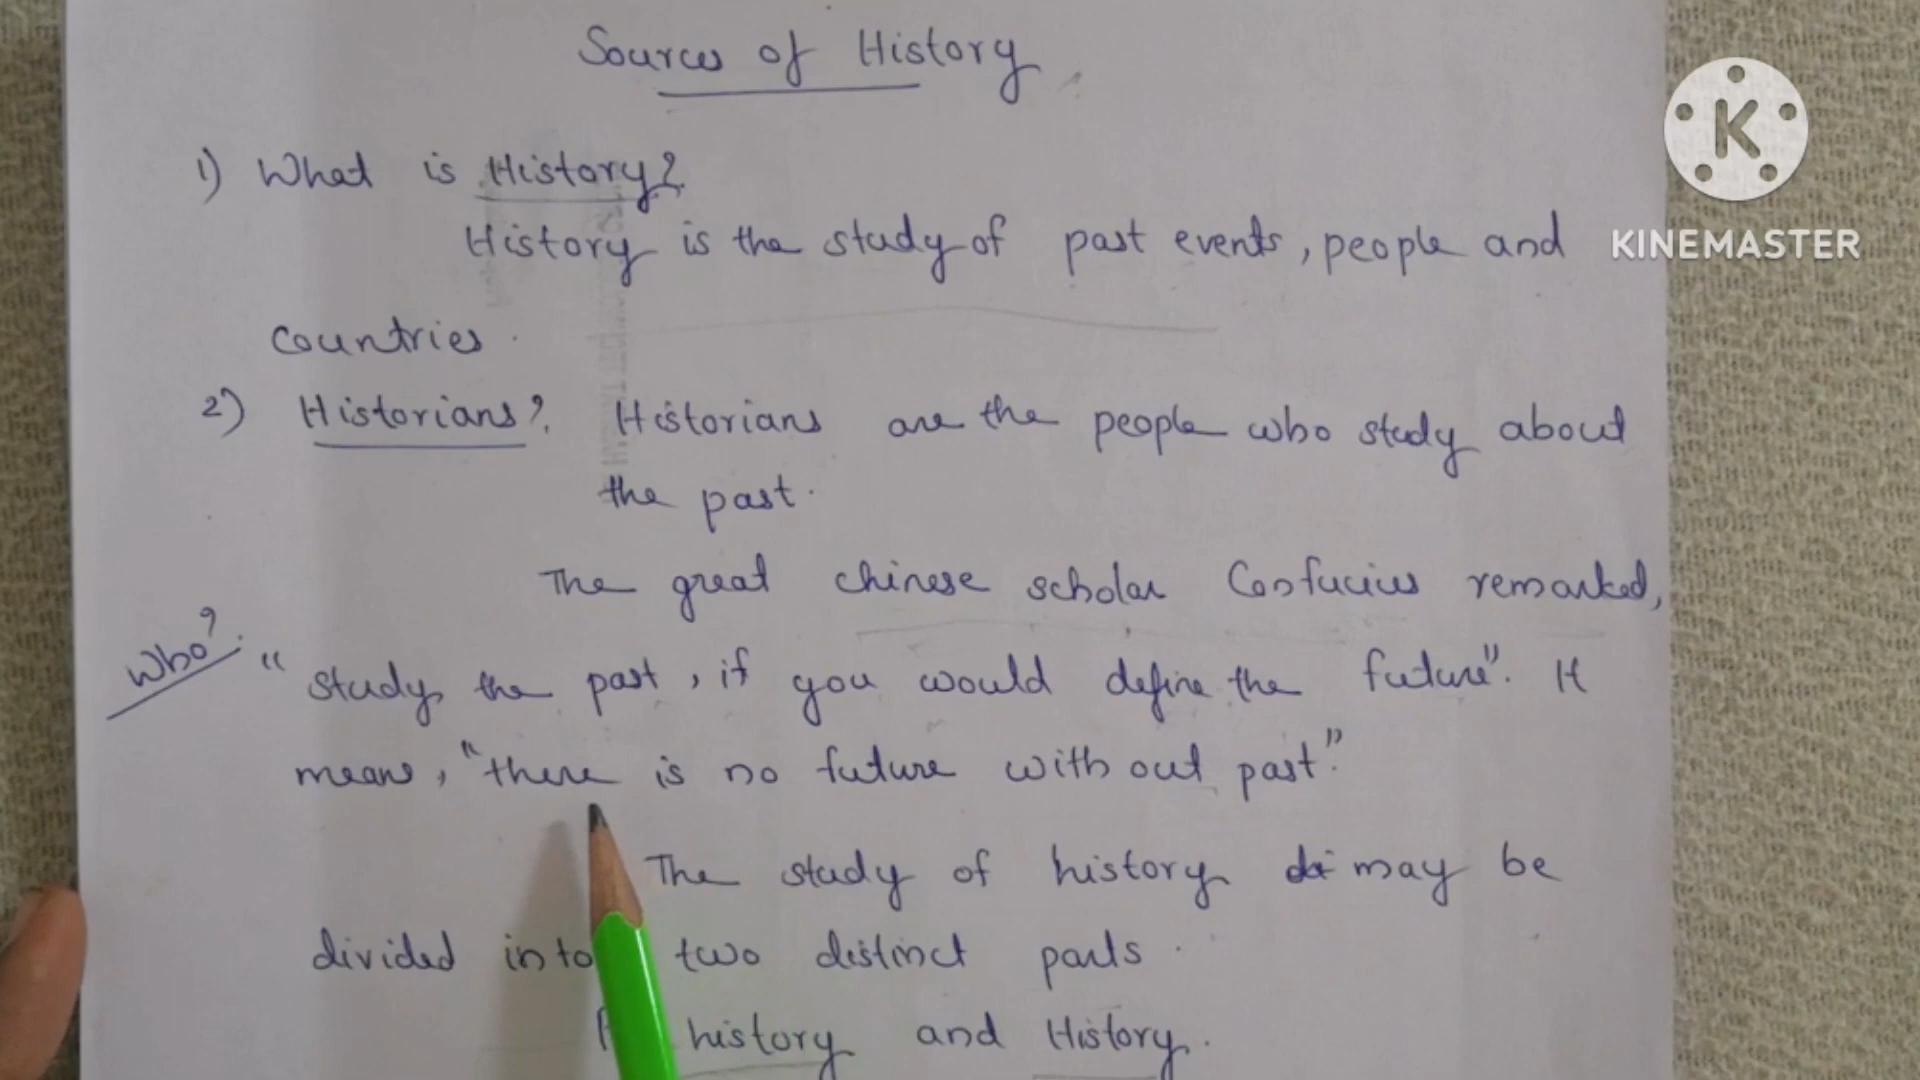 Sources of History
1) What is History?
History is the study of past events, people and
countries.
2) Historians? Historians are the people who study about
the past.
The great chinese scholar Confucius remarked,
Who?
"study the past, if you would define the future". It
means, "there is no future with out past."
The study of history may be
divided into two distinct parts.
history and History.
K
KINEMASTER